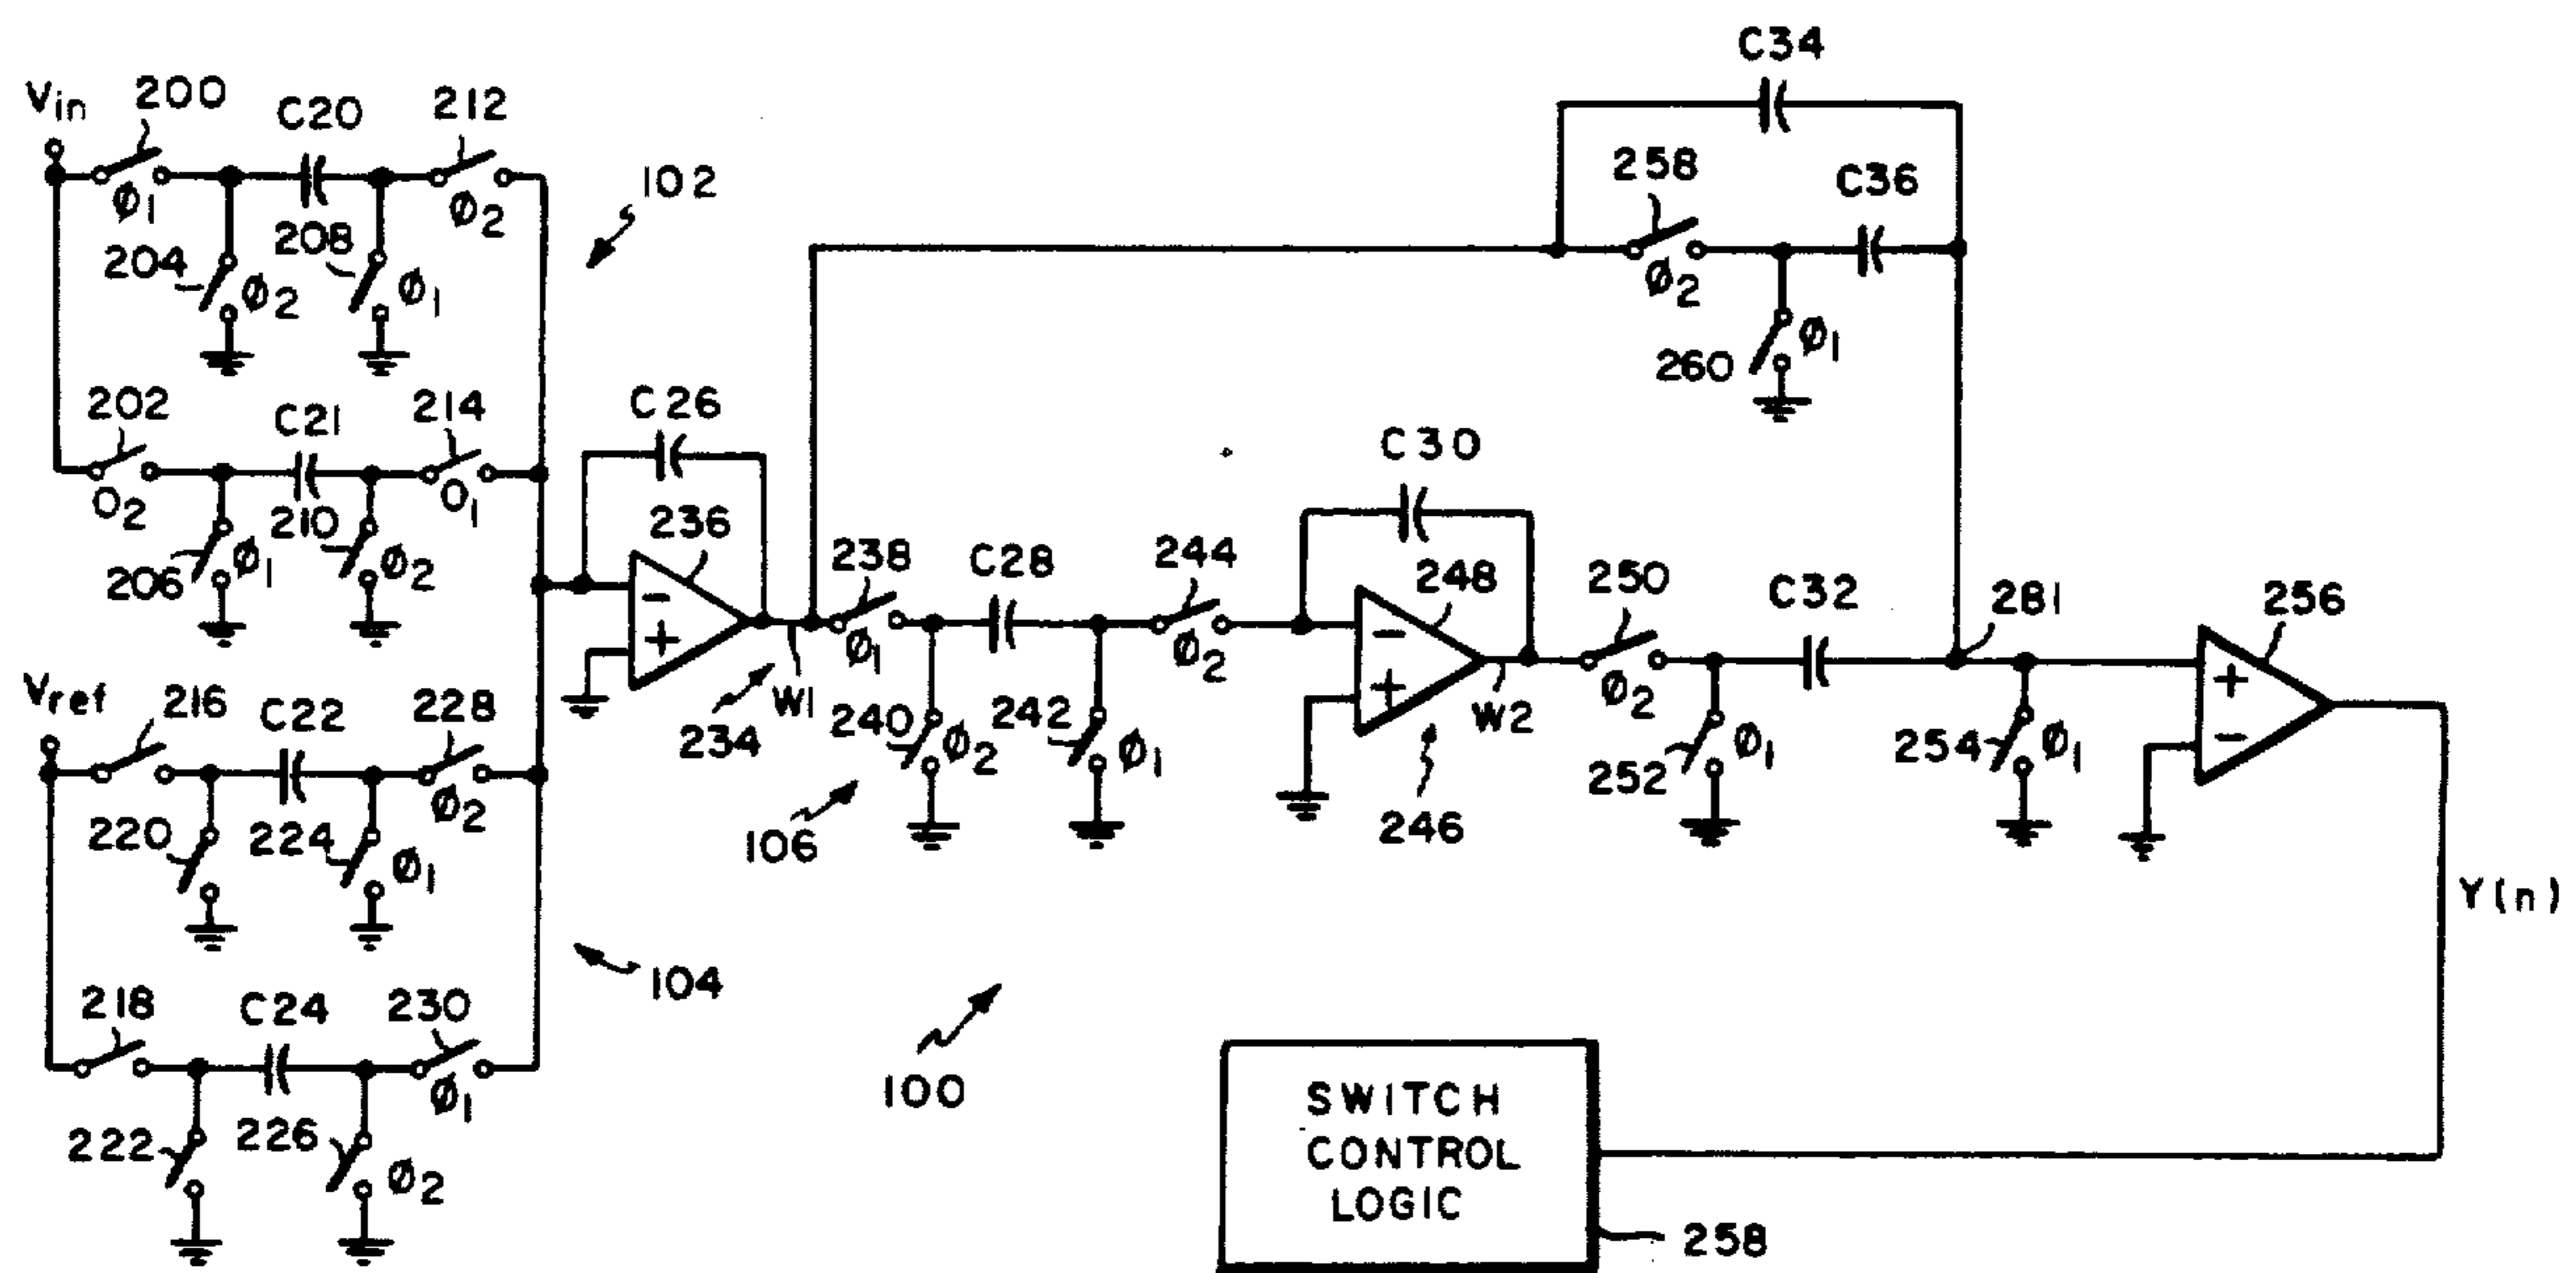 C34
Vin 200 C20 212
102
258 C36
Ø1 Ø2
204 208 Ø2 Ø1
Ø2
260 Ø1
202 C21 214 C26 C30
O2 210 O1
206 Ø1 Ø2
236 238 C28 244 248 250 C32 281 256
- +
Ø1 Ø2
- +
Ø2
+ -
Vref 216 C22 228
234 W1 240 Ø2 242 Ø1
W2 252 Ø1 254 Ø1
220 224 Ø2 Ø1
106 246
Y(n)
218 C24 230 104
100
Ø1
222 226 Ø2
SWITCH
CONTROL
LOGIC
258